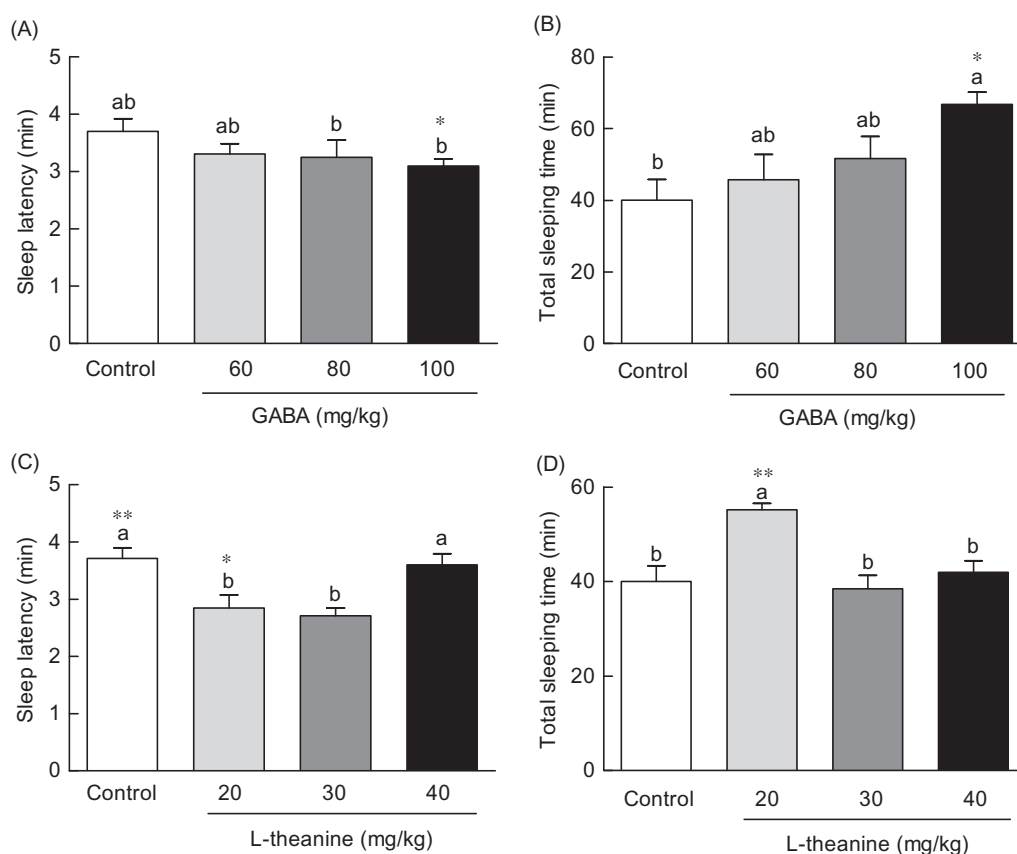 (A)
5
4
3
2
1
0
Sleep latency (min)
ab
ab
b
*
b
Control
60
80
100
GABA (mg/kg)
(B)
80
60
40
20
0
Total sleeping time (min)
b
ab
ab
*
a
Control
60
80
100
GABA (mg/kg)
(C)
5
4
3
2
1
0
Sleep latency (min)
**
a
*
b
b
a
Control
20
30
40
L-theanine (mg/kg)
(D)
60
40
20
0
Total sleeping time (min)
b
**
a
b
b
Control
20
30
40
L-theanine (mg/kg)